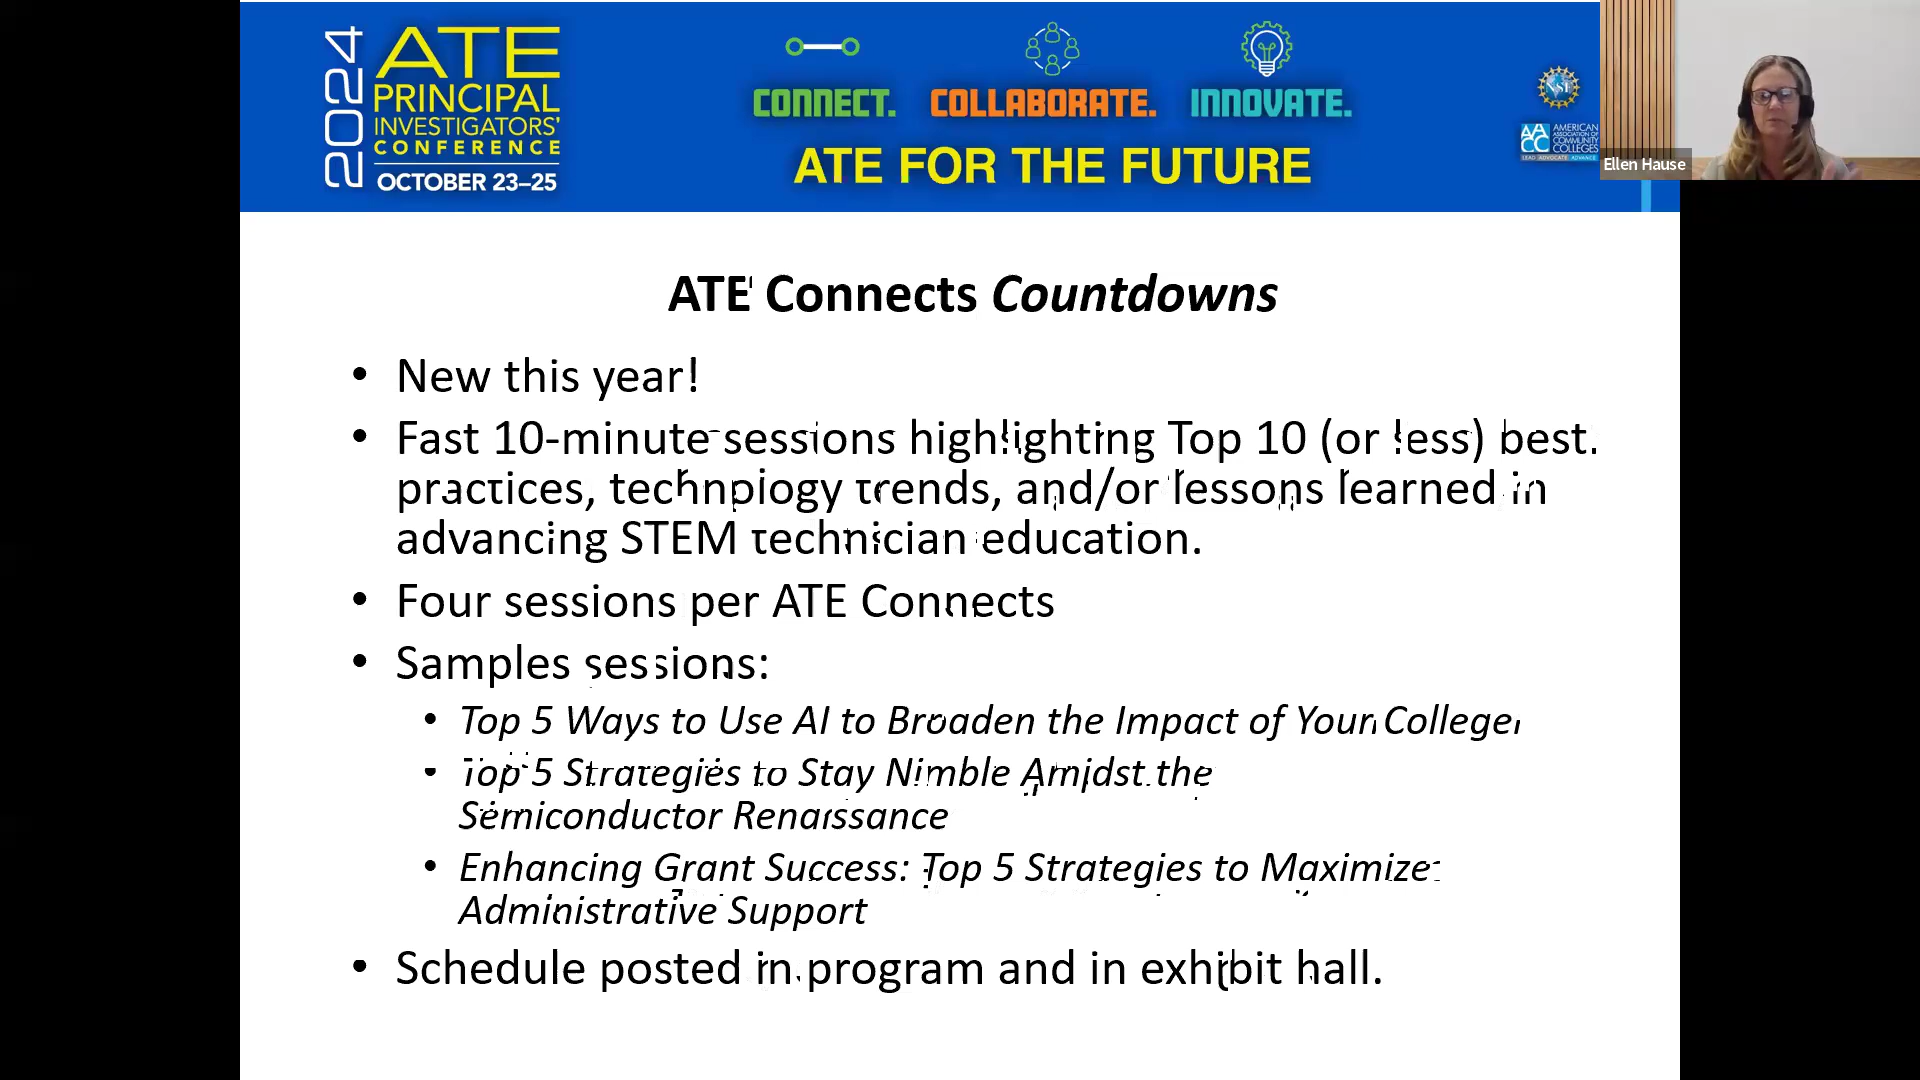 2024
ATE
PRINCIPAL
INVESTIGATORS'
CONFERENCE
OCTOBER 23–25
CONNECT. COLLABORATE. INNOVATE.
ATE FOR THE FUTURE
NSF
AACC
AMERICAN
ASSOCIATION OF
COMMUNITY
COLLEGES
LEAD ADVOCATE ADVANCE
Ellen Hause
ATE Connects Countdowns
• New this year!
• Fast 10-minute sessions highlighting Top 10 (or less) best
practices, technology trends, and/or lessons learned in
advancing STEM technician education.
• Four sessions per ATE Connects
• Samples sessions:
• Top 5 Ways to Use AI to Broaden the Impact of Your College
• Top 5 Strategies to Stay Nimble Amidst the
Semiconductor Renaissance
• Enhancing Grant Success: Top 5 Strategies to Maximize
Administrative Support
• Schedule posted in program and in exhibit hall.